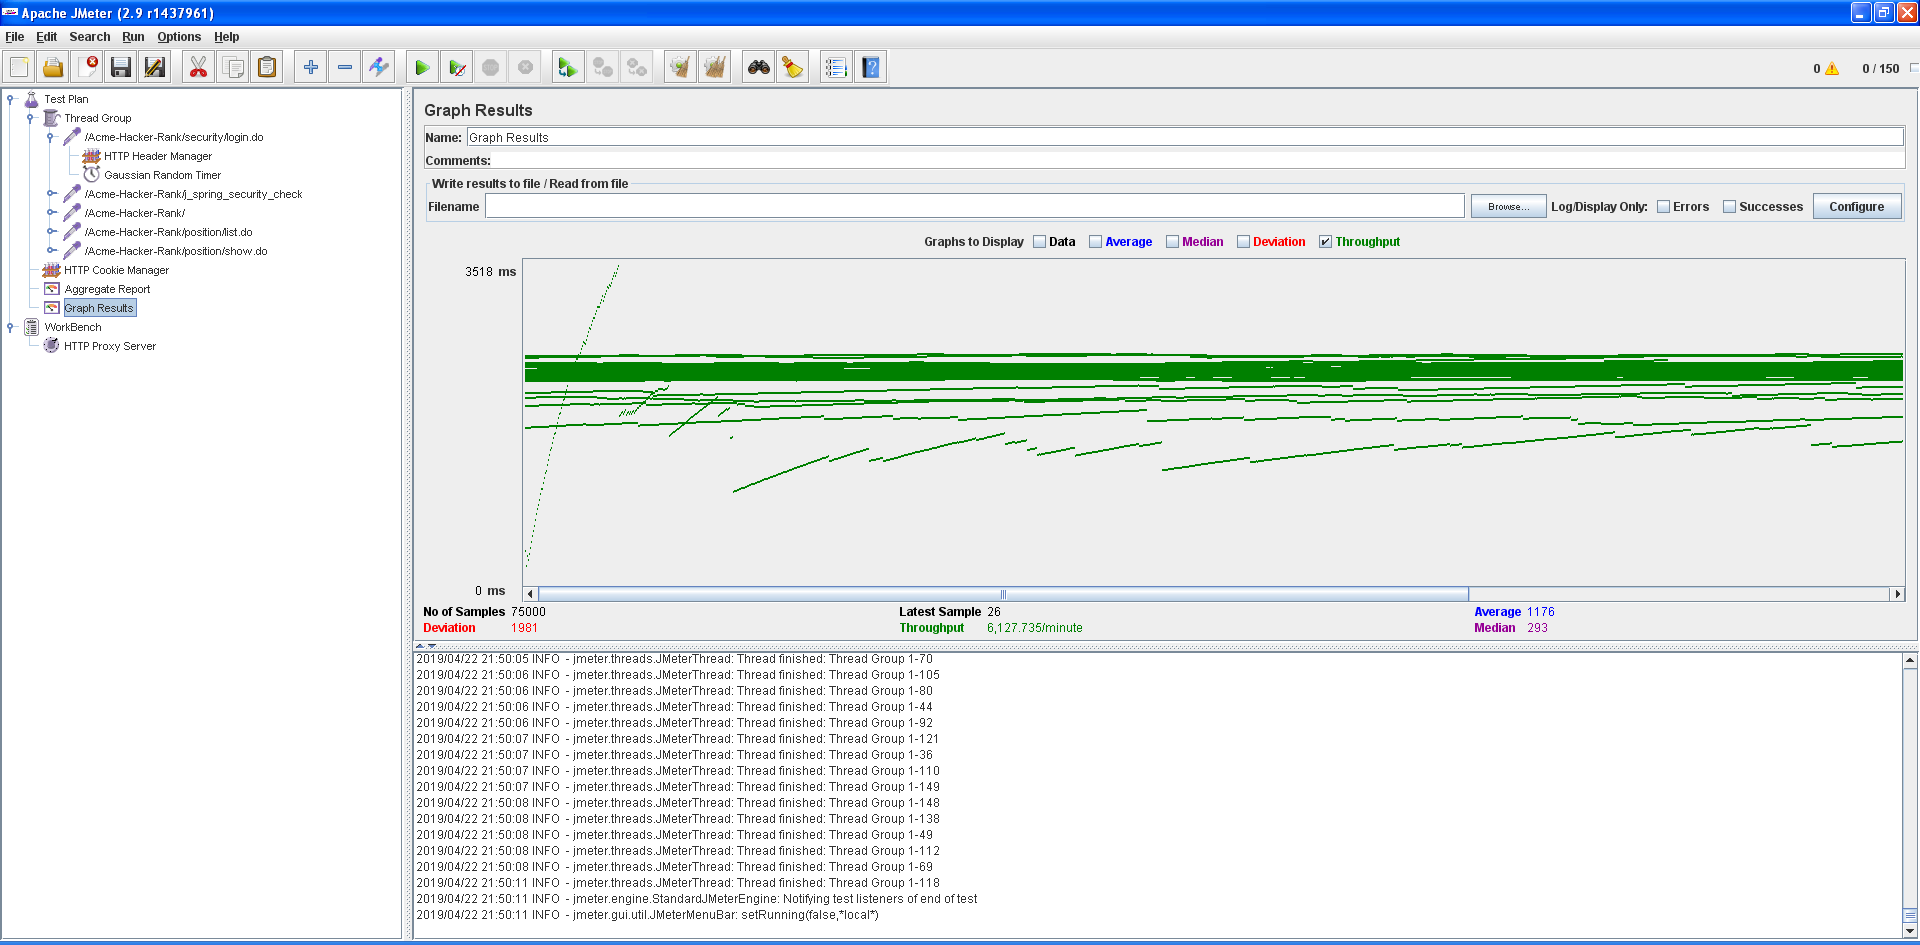 Apache JMeter (2.9 r1437961)
File Edit Search Run Options Help
0 0 / 150
Test Plan
Thread Group
/Acme-Hacker-Rank/security/login.do
HTTP Header Manager
Gaussian Random Timer
/Acme-Hacker-Rank/j_spring_security_check
/Acme-Hacker-Rank/
/Acme-Hacker-Rank/position/list.do
/Acme-Hacker-Rank/position/show.do
HTTP Cookie Manager
Aggregate Report
Graph Results
WorkBench
HTTP Proxy Server
Graph Results
Name: Graph Results
Comments:
Write results to file / Read from file
Filename Browse... Log/Display Only: Errors Successes Configure
Graphs to Display Data Average Median Deviation Throughput
3518 ms
0 ms
No of Samples 75000 Latest Sample 26 Average 1176
Deviation 1981 Throughput 6,127.735/minute Median 293
2019/04/22 21:50:05 INFO - jmeter.threads.JMeterThread: Thread finished: Thread Group 1-70
2019/04/22 21:50:06 INFO - jmeter.threads.JMeterThread: Thread finished: Thread Group 1-105
2019/04/22 21:50:06 INFO - jmeter.threads.JMeterThread: Thread finished: Thread Group 1-80
2019/04/22 21:50:06 INFO - jmeter.threads.JMeterThread: Thread finished: Thread Group 1-44
2019/04/22 21:50:06 INFO - jmeter.threads.JMeterThread: Thread finished: Thread Group 1-92
2019/04/22 21:50:07 INFO - jmeter.threads.JMeterThread: Thread finished: Thread Group 1-121
2019/04/22 21:50:07 INFO - jmeter.threads.JMeterThread: Thread finished: Thread Group 1-36
2019/04/22 21:50:07 INFO - jmeter.threads.JMeterThread: Thread finished: Thread Group 1-110
2019/04/22 21:50:07 INFO - jmeter.threads.JMeterThread: Thread finished: Thread Group 1-149
2019/04/22 21:50:08 INFO - jmeter.threads.JMeterThread: Thread finished: Thread Group 1-148
2019/04/22 21:50:08 INFO - jmeter.threads.JMeterThread: Thread finished: Thread Group 1-138
2019/04/22 21:50:08 INFO - jmeter.threads.JMeterThread: Thread finished: Thread Group 1-49
2019/04/22 21:50:08 INFO - jmeter.threads.JMeterThread: Thread finished: Thread Group 1-112
2019/04/22 21:50:08 INFO - jmeter.threads.JMeterThread: Thread finished: Thread Group 1-69
2019/04/22 21:50:11 INFO - jmeter.threads.JMeterThread: Thread finished: Thread Group 1-118
2019/04/22 21:50:11 INFO - jmeter.engine.StandardJMeterEngine: Notifying test listeners of end of test
2019/04/22 21:50:11 INFO - jmeter.gui.util.JMeterMenuBar: setRunning(false,*local*)